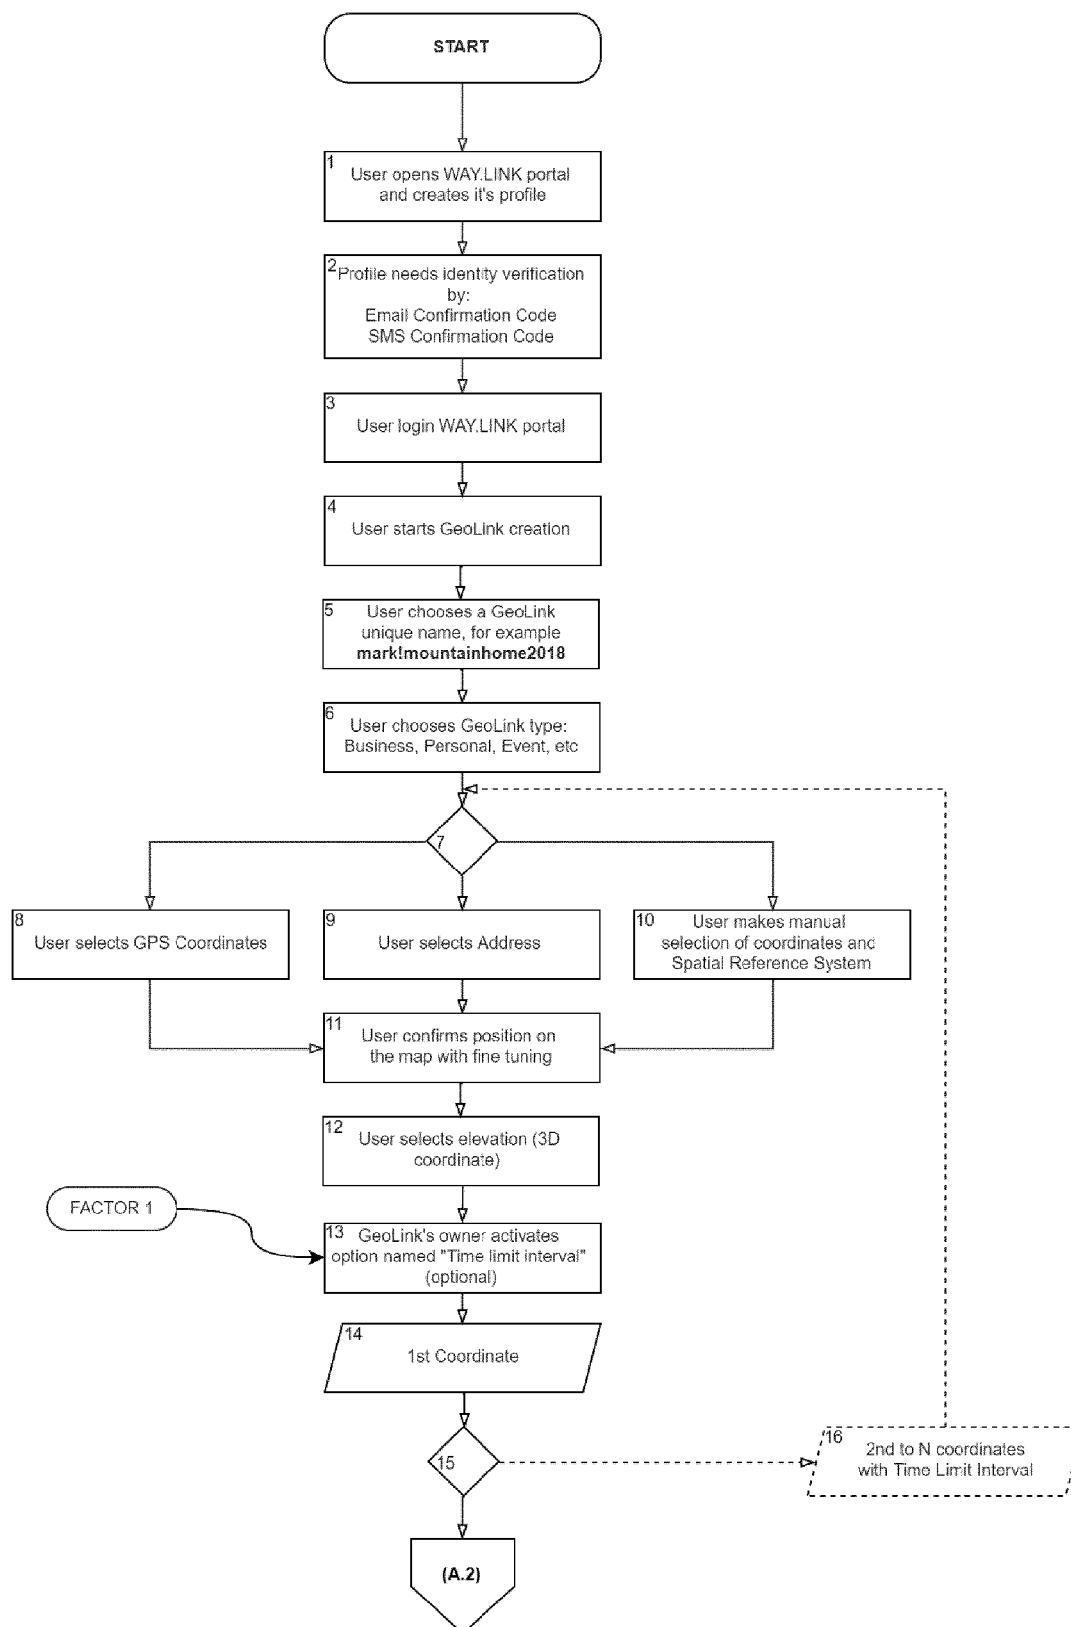 START
1
User opens WAY.LINK portal
and creates it's profile
2
Profile needs identity verification
by:
Email Confirmation Code
SMS Confirmation Code
3
User login WAY.LINK portal
4
User starts GeoLink creation
5
User chooses a GeoLink
unique name, for example
mark!mountainhome2018
6
User chooses GeoLink type:
Business, Personal, Event, etc
7
8
User selects GPS Coordinates
9
User selects Address
10
User makes manual
selection of coordinates and
Spatial Reference System
11
User confirms position on
the map with fine tuning
12
User selects elevation (3D
coordinate)
FACTOR 1
13
GeoLink's owner activates
option named "Time limit interval"
(optional)
14
1st Coordinate
15
16
2nd to N coordinates
with Time Limit Interval
(A.2)